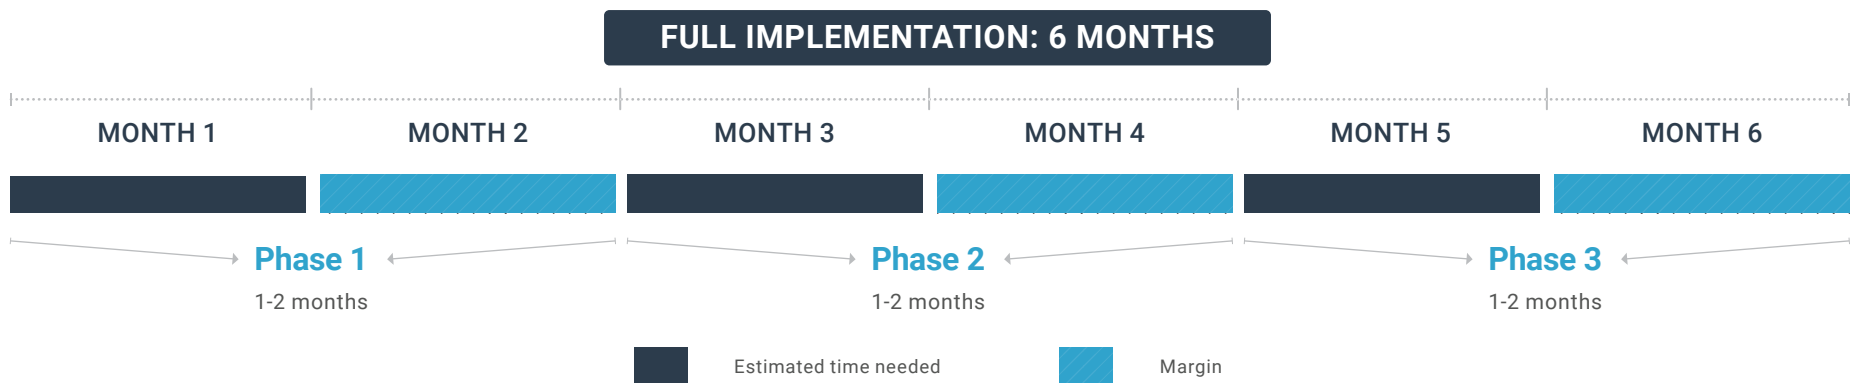 FULL IMPLEMENTATION: 6 MONTHS
MONTH 1 MONTH 2 MONTH 3 MONTH 4 MONTH 5 MONTH 6
Phase 1 Phase 2 Phase 3
1-2 months 1-2 months 1-2 months
Estimated time needed Margin